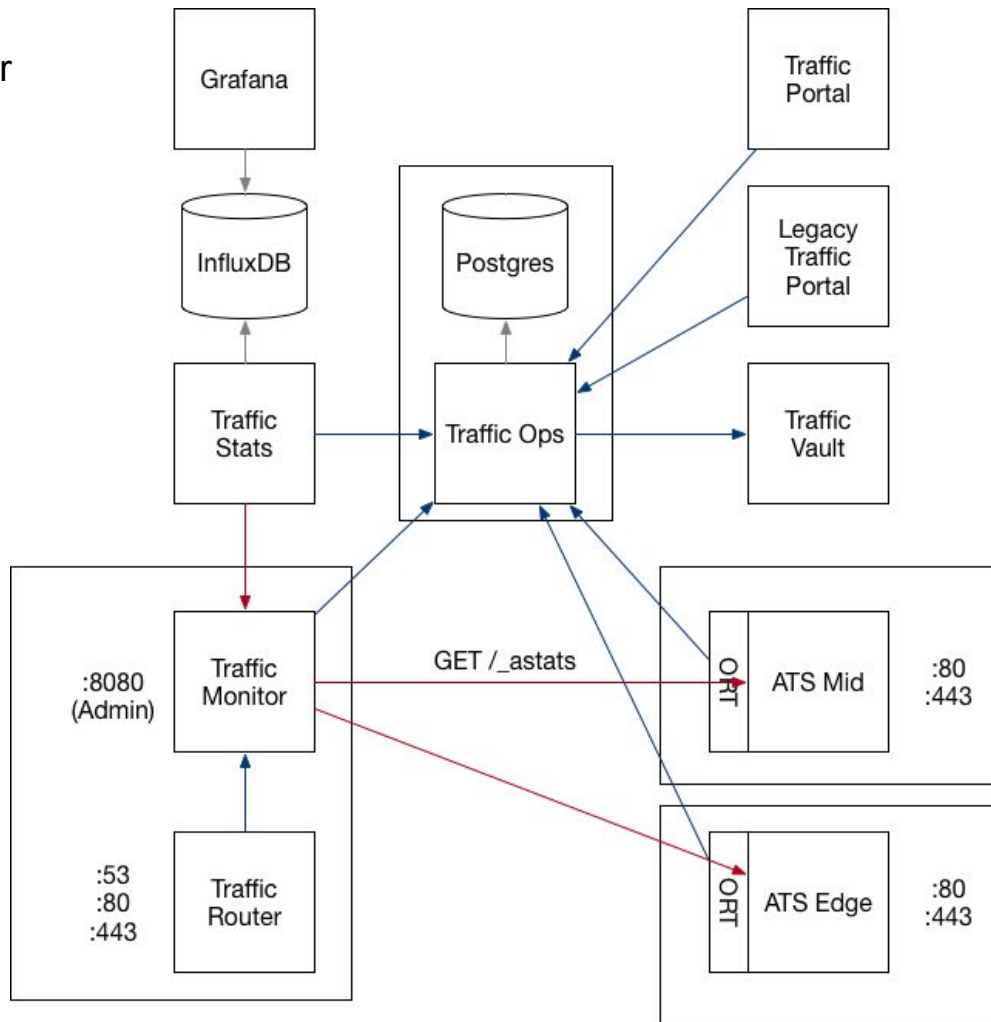 r
Grafana
Traffic
Portal
InfluxDB
Postgres
Legacy
Traffic
Portal
Traffic
Stats
Traffic Ops
Traffic
Vault
:8080
(Admin)
Traffic
Monitor
GET /_astats
ORT
ATS Mid
:80
:443
:53
:80
:443
Traffic
Router
ORT
ATS Edge
:80
:443